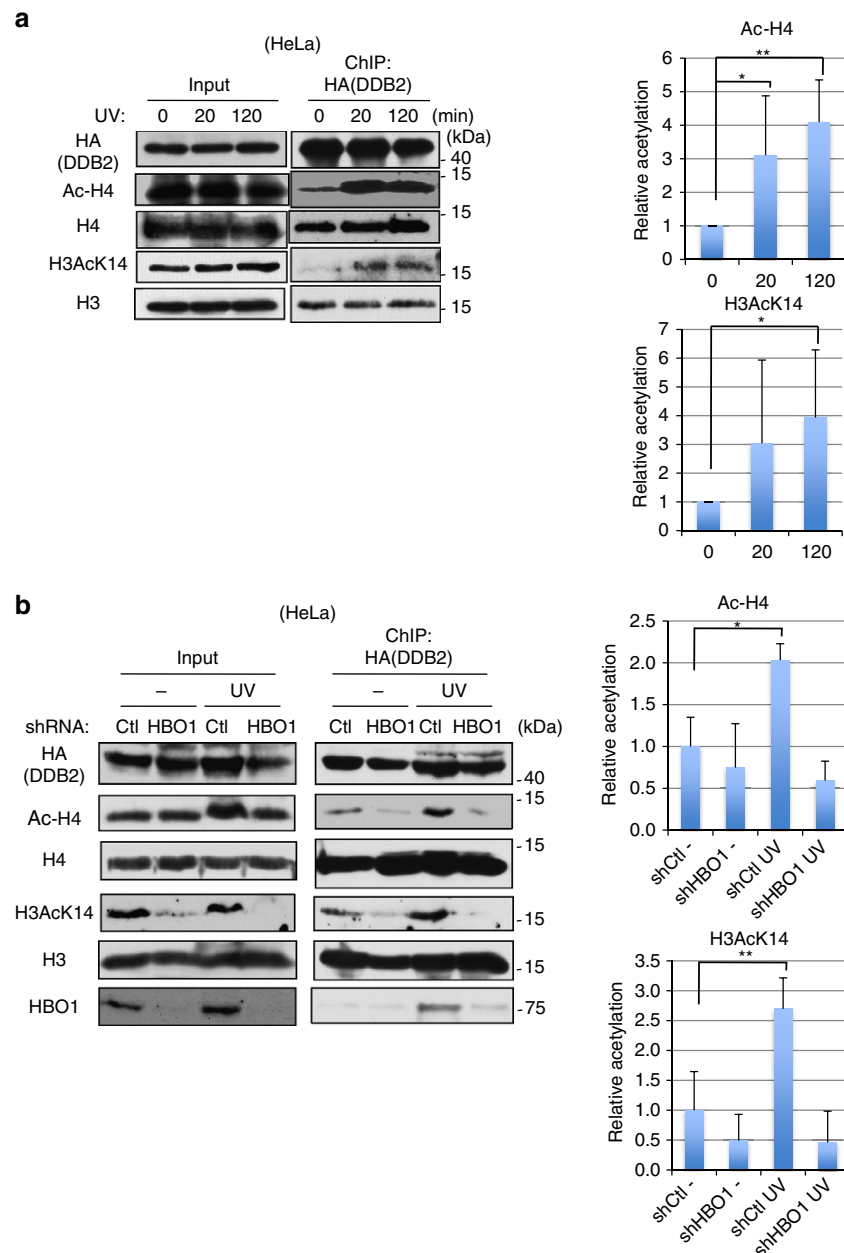 a
(HeLa)
Input
ChIP:
HA(DDB2)
UV: 0 20 120 0 20 120 (min)
(kDa)
HA
(DDB2)
- 40
Ac-H4
- 15
H4
- 15
H3AcK14
- 15
H3
- 15
Ac-H4
Relative acetylation
6
5
4
3
2
1
0
**
*
0 20 120
H3AcK14
Relative acetylation
7
6
5
4
3
2
1
0
*
0 20 120
b
(HeLa)
Input
ChIP:
HA(DDB2)
– UV – UV
shRNA: Ctl HBO1 Ctl HBO1 Ctl HBO1 Ctl HBO1 (kDa)
HA
(DDB2)
- 40
Ac-H4
- 15
H4
- 15
H3AcK14
- 15
H3
- 15
HBO1
- 75
Ac-H4
Relative acetylation
2.5
2.0
1.5
1.0
0.5
0.0
*
shCtl -
shHBO1 -
shCtl UV
shHBO1 UV
H3AcK14
Relative acetylation
3.5
3.0
2.5
2.0
1.5
1.0
0.5
0.0
**
shCtl -
shHBO1 -
shCtl UV
shHBO1 UV